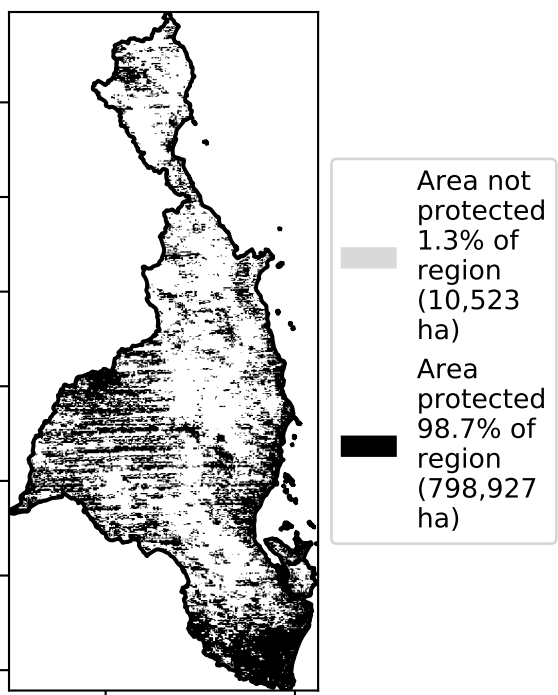 Area not
protected
1.3% of
region
(10,523
ha)
Area
protected
98.7% of
region
(798,927
ha)